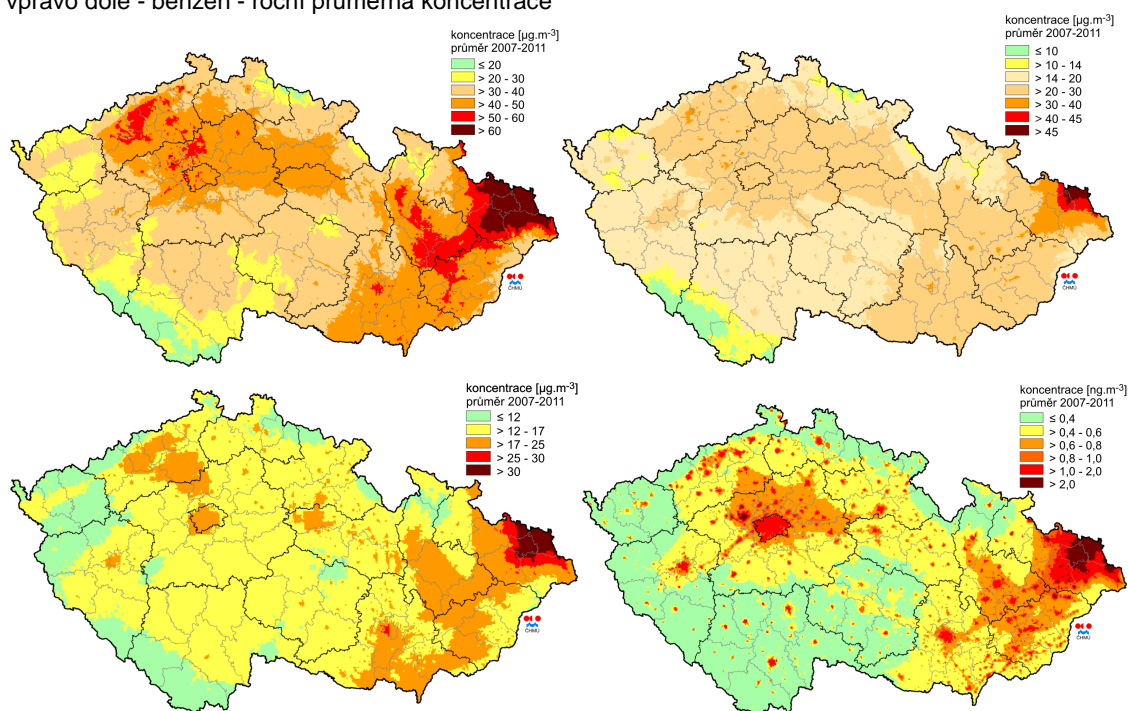 vpravo dole - benzen - roční průměrná koncentrace
koncentrace [µg.m-3]
průměr 2007-2011
≤ 20
> 20 - 30
> 30 - 40
> 40 - 50
> 50 - 60
> 60
ČHMÚ
koncentrace [µg.m-3]
průměr 2007-2011
≤ 10
> 10 - 14
> 14 - 20
> 20 - 30
> 30 - 40
> 40 - 45
> 45
ČHMÚ
koncentrace [µg.m-3]
průměr 2007-2011
≤ 12
> 12 - 17
> 17 - 25
> 25 - 30
> 30
ČHMÚ
koncentrace [ng.m-3]
průměr 2007-2011
≤ 0,4
> 0,4 - 0,6
> 0,6 - 0,8
> 0,8 - 1,0
> 1,0 - 2,0
> 2,0
ČHMÚ